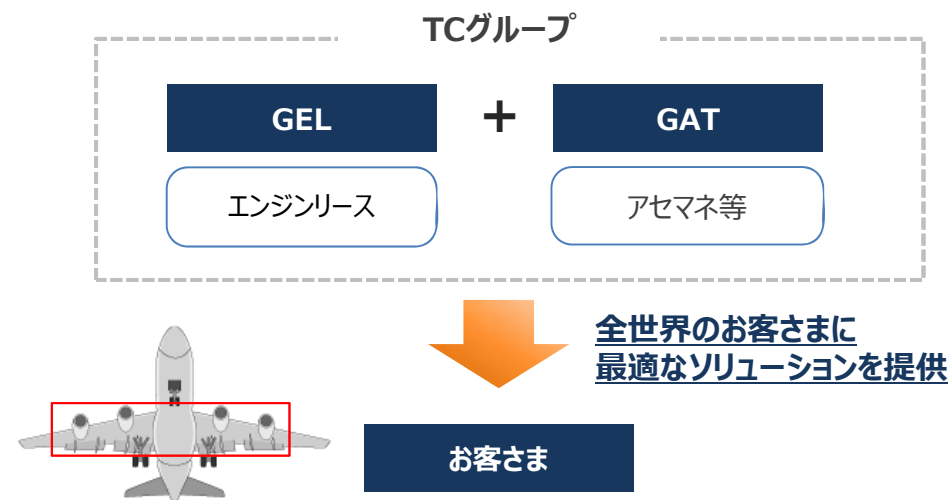 TCグループ
GEL
+
GAT
エンジンリース
アセマネ等
全世界のお客さまに
最適なソリューションを提供
お客さま